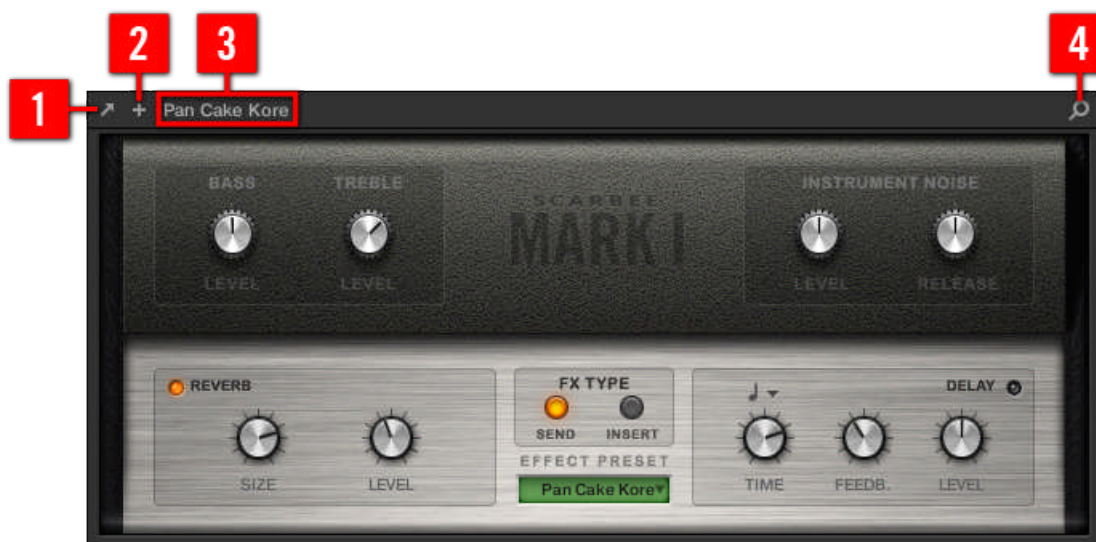 1
2
3
4
Pan Cake Kore
BASS
TREBLE
INSTRUMENT NOISE
SCARBEE
MARK I
LEVEL
LEVEL
LEVEL
RELEASE
REVERB
FX TYPE
DELAY
SEND
INSERT
EFFECT PRESET
SIZE
LEVEL
Pan Cake Kore
TIME
FEEDB.
LEVEL